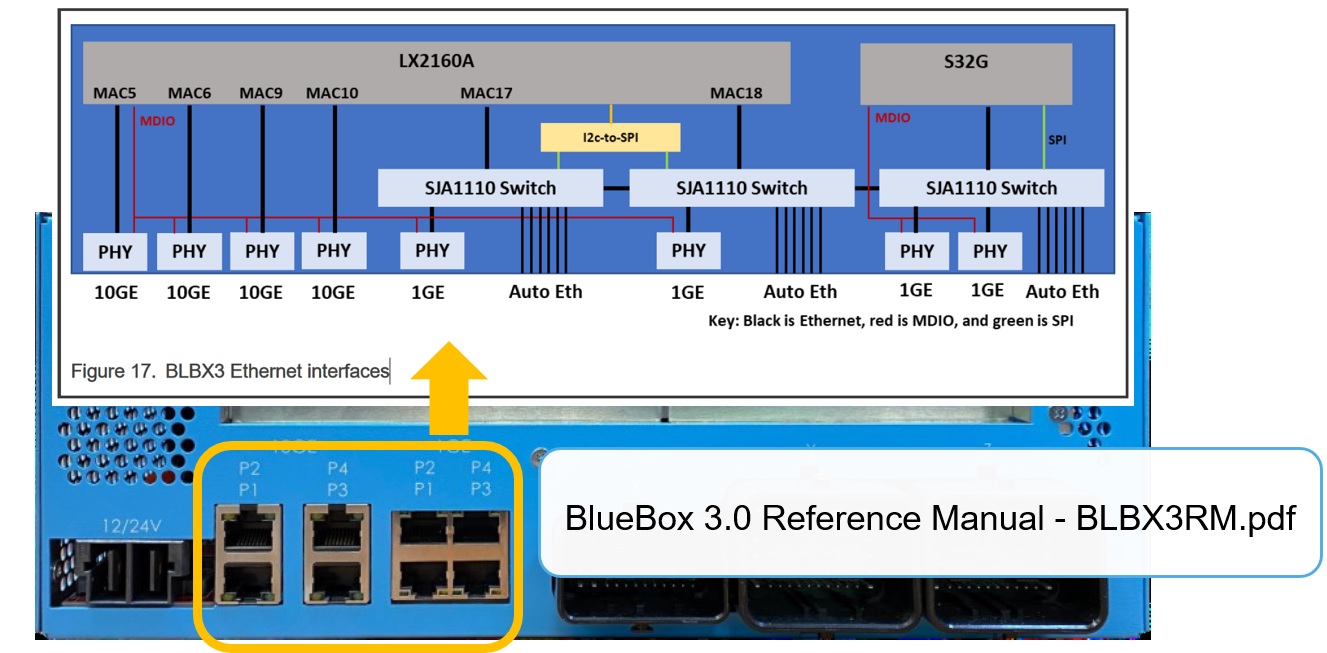 LX2160A
S32G
MAC5 MAC6 MAC9 MAC10 MAC17 MAC18
MDIO
MDIO
I2c-to-SPI
SPI
SJA1110 Switch SJA1110 Switch SJA1110 Switch
PHY PHY PHY PHY PHY PHY PHY PHY
10GE 10GE 10GE 10GE 1GE Auto Eth 1GE Auto Eth 1GE 1GE Auto Eth
Key: Black is Ethernet, red is MDIO, and green is SPI
Figure 17. BLBX3 Ethernet interfaces
10GE 1GE
P2 P4 P2 P4
P1 P3 P1 P3
12/24V
BlueBox 3.0 Reference Manual - BLBX3RM.pdf